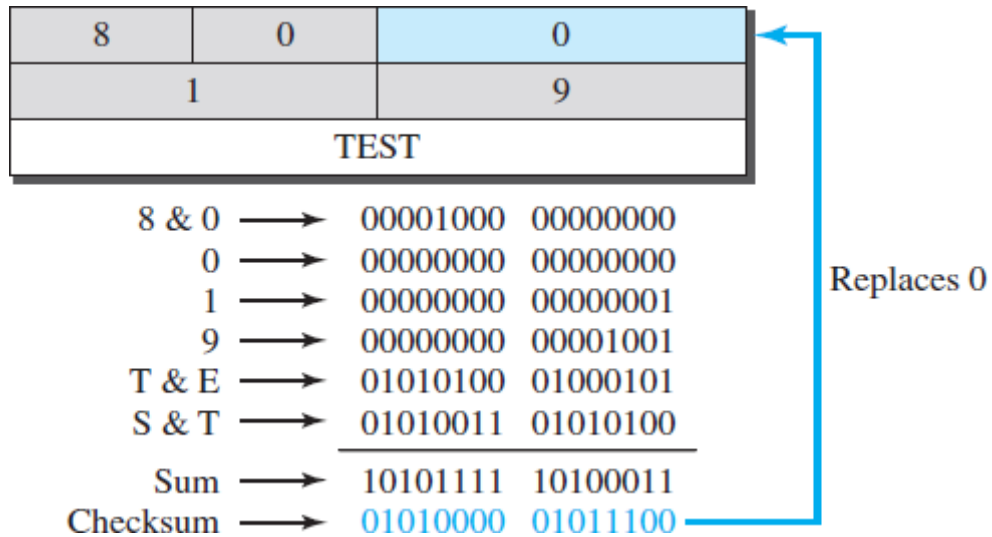 8 0 0
1 9
TEST
8 & 0 00001000 00000000
0 00000000 00000000
1 00000000 00000001
9 00000000 00001001
T & E 01010100 01000101
S & T 01010011 01010100
Sum 10101111 10100011
Checksum 01010000 01011100
Replaces 0